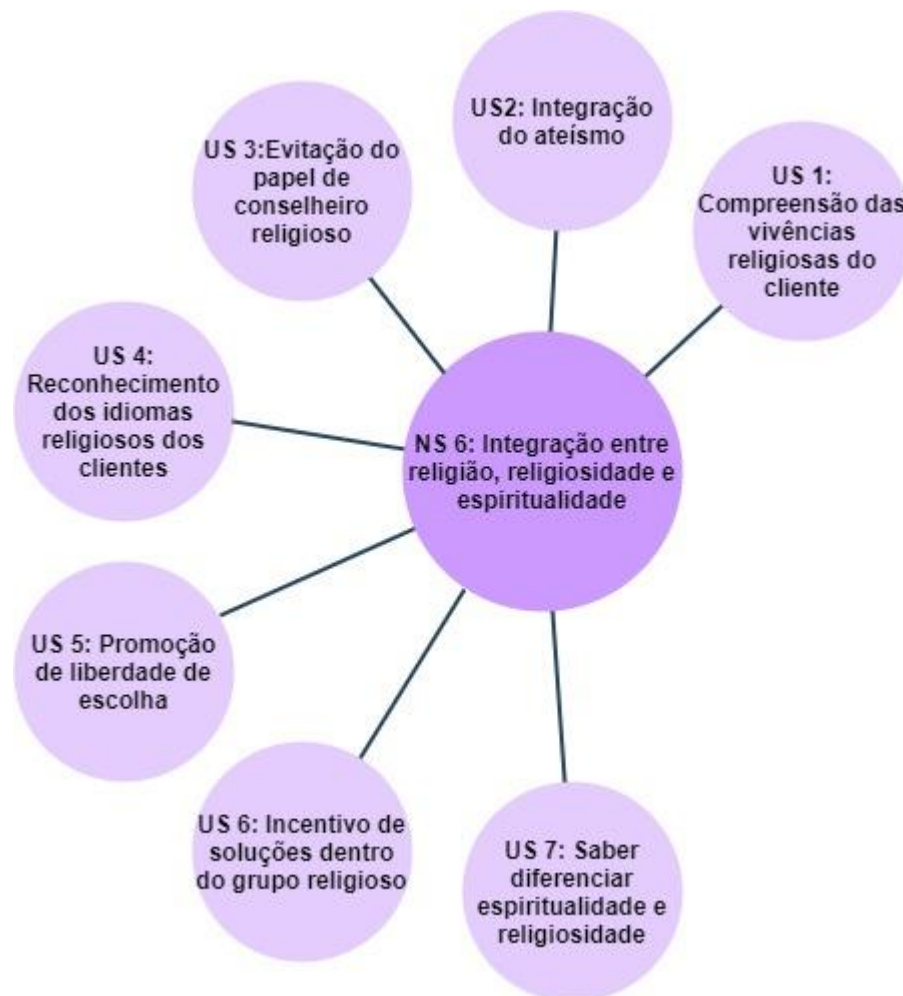 US2: Integração
do ateísmo
US 3:Evitação do
papel de
conselheiro
religioso
US 1:
Compreensão das
vivências
religiosas do
cliente
US 4:
Reconhecimento
dos idiomas
religiosos dos
clientes
NS 6: Integração entre
religião, religiosidade e
espiritualidade
US 5: Promoção
de liberdade de
escolha
US 6: Incentivo de
soluções dentro
do grupo religioso
US 7: Saber
diferenciar
espiritualidade e
religiosidade